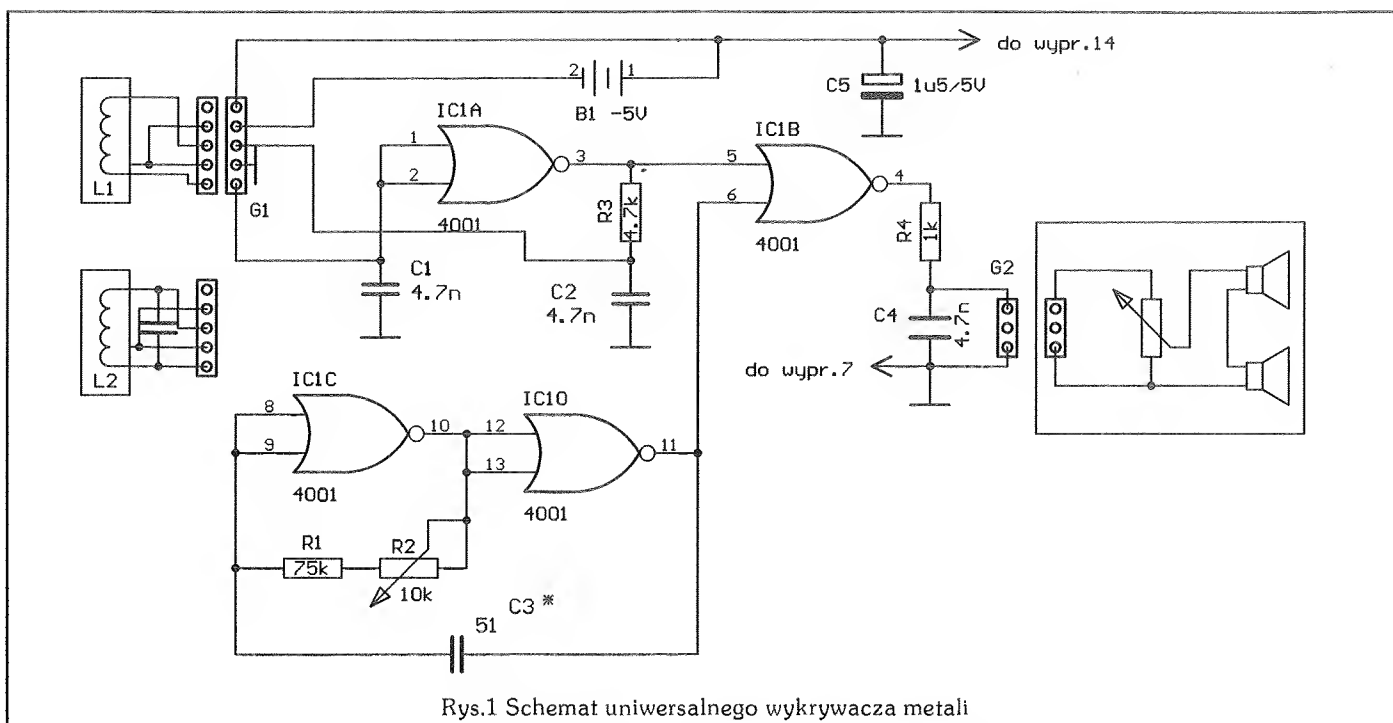 do wypr.14
2
1
B1 -5V
C5
1u5/5V
L1
G1
IC1A
1
2
3
4001
R3
4.7k
C1
4.7n
C2
4.7n
IC1B
5
6
4
4001
R4
1k
G2
C4
4.7n
do wypr.7
L2
IC1C
8
9
10
4001
IC1O
12
13
11
4001
R1
75k
R2
10k
C3 *
51
Rys.1 Schemat uniwersalnego wykrywacza metali